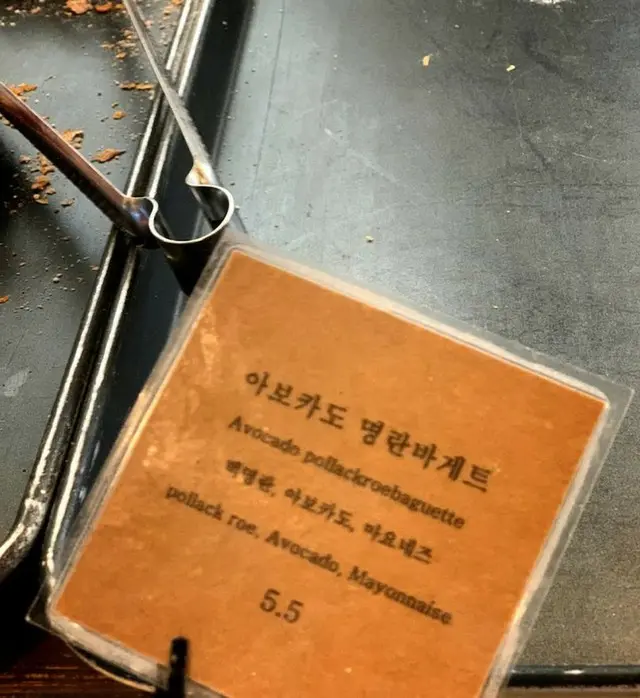 아보카도 명란바게트
Avocado pollackroebaguette
백명란, 아보카도, 마요네즈
pollack roe, Avocado, Mayonnaise
5.5